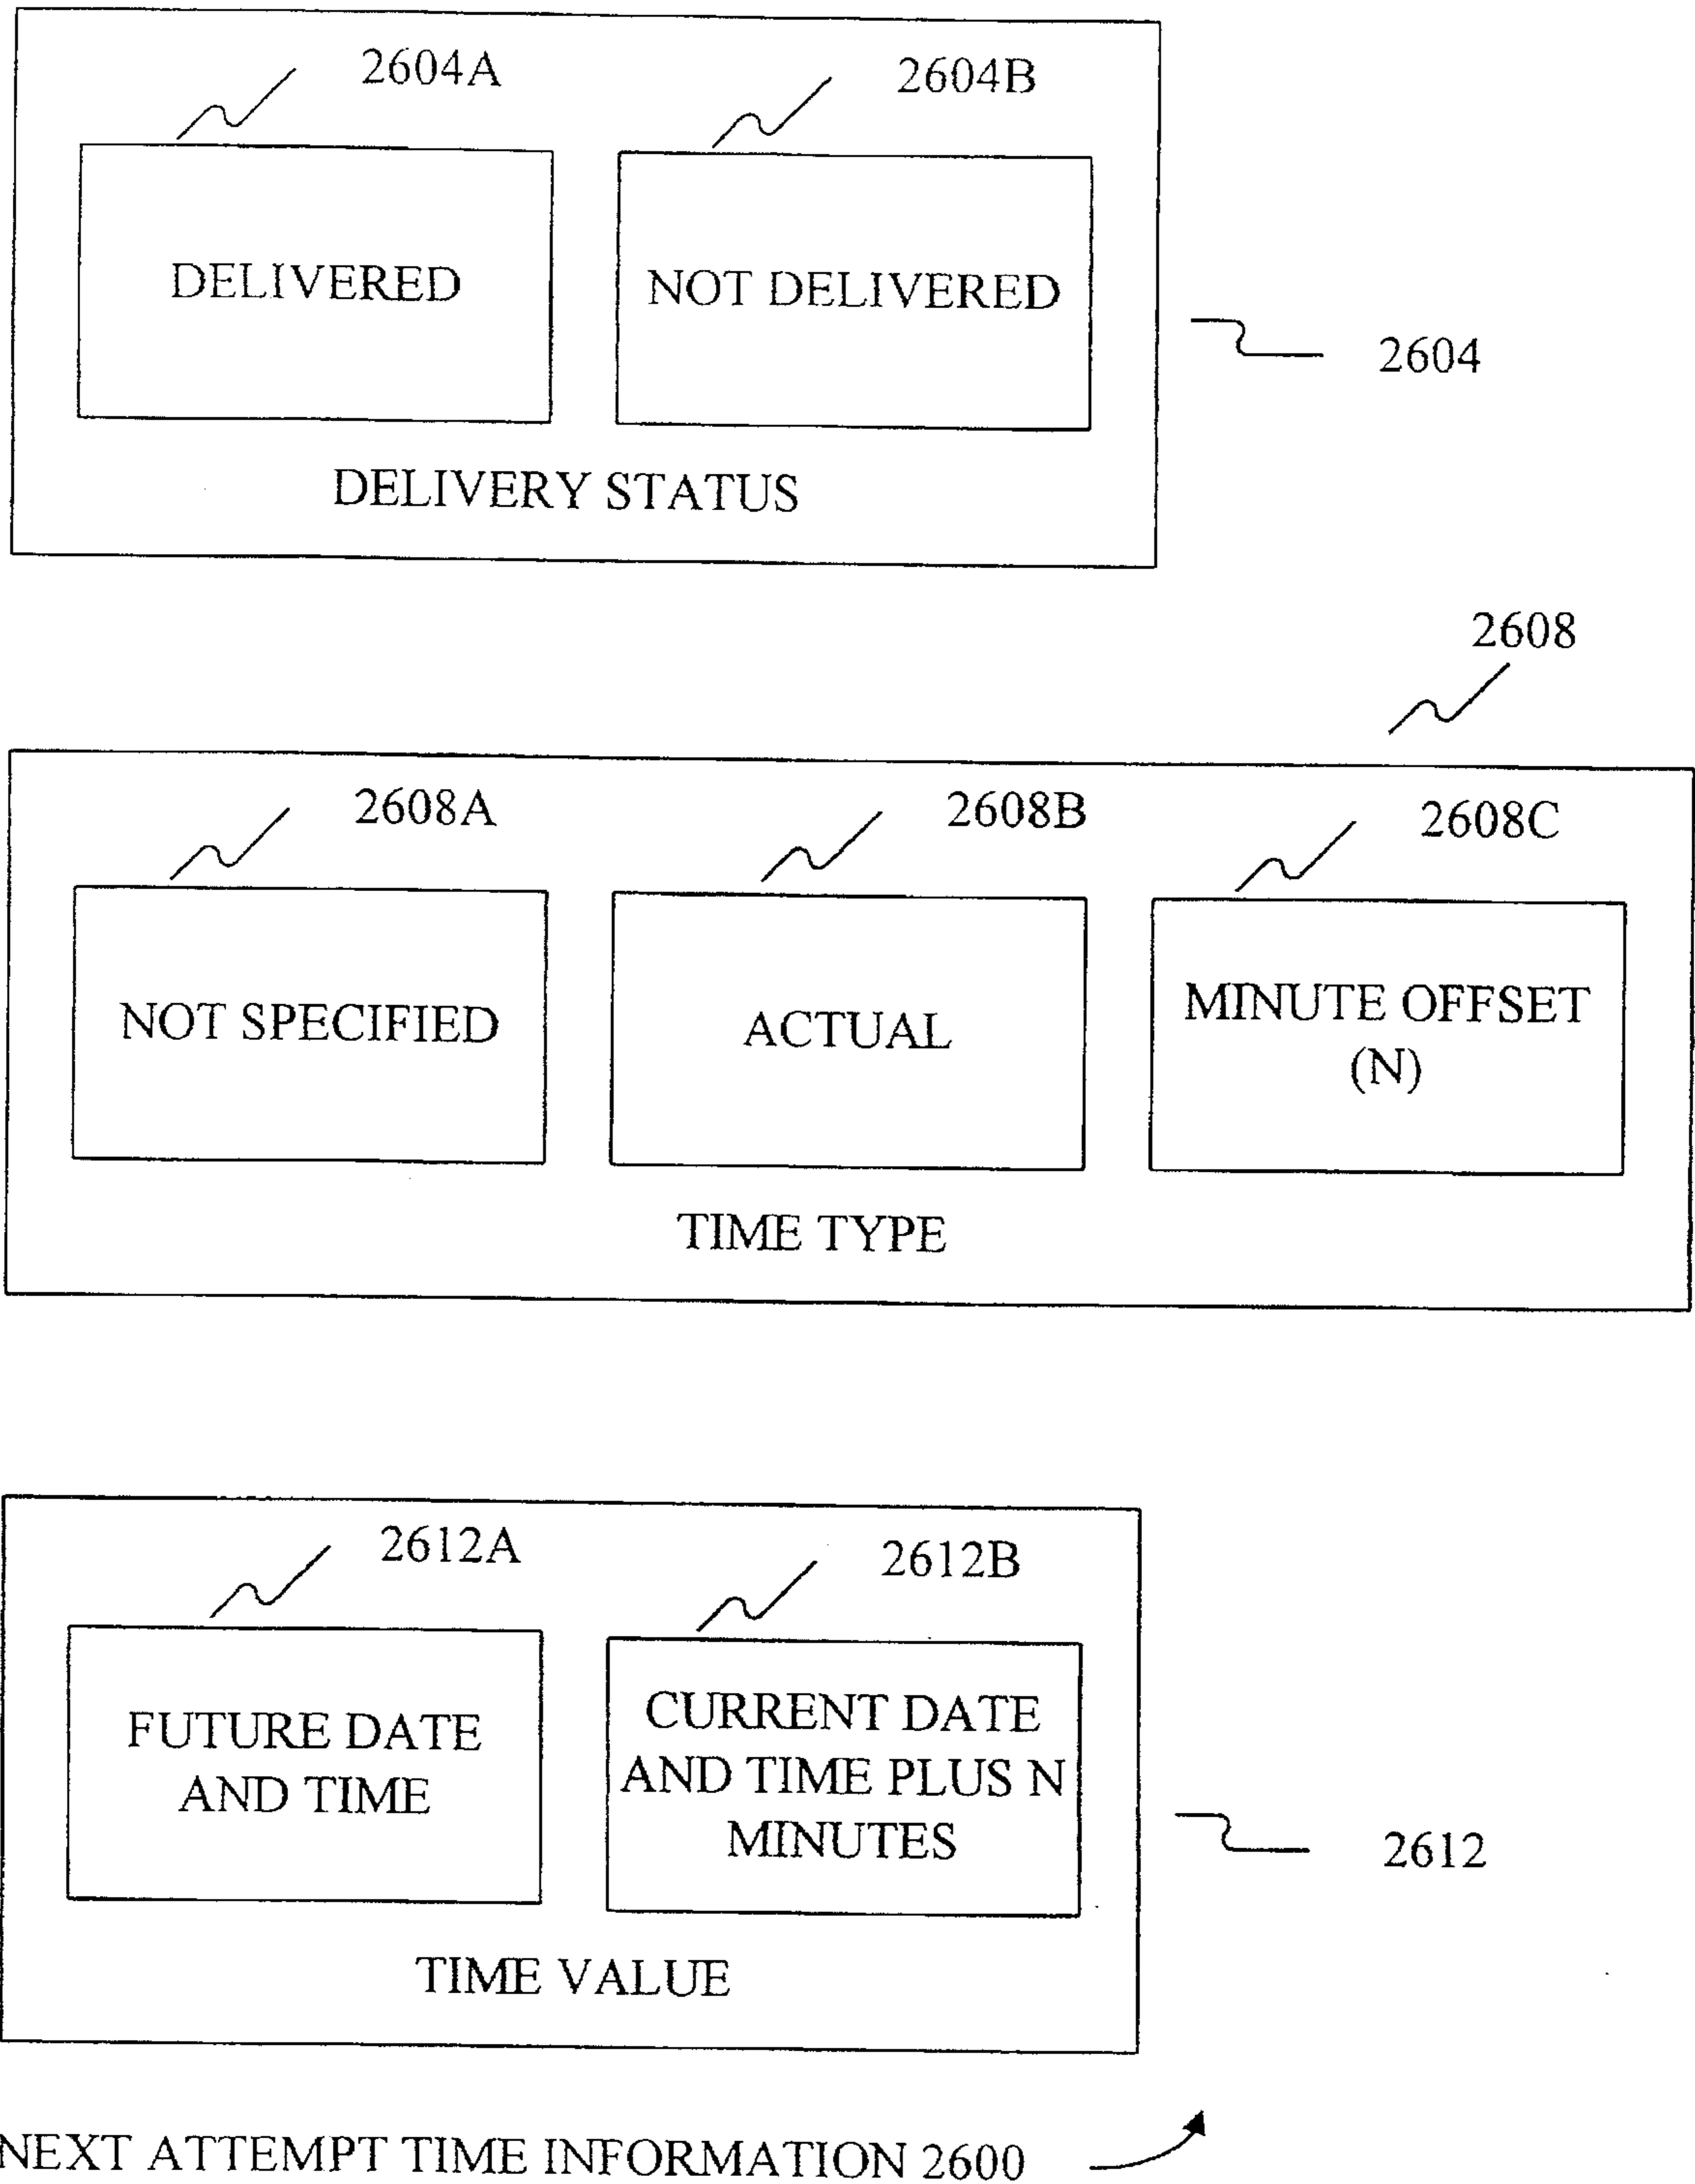 2604A
2604B
DELIVERED
NOT DELIVERED
2604
DELIVERY STATUS
2608
2608A
2608B
2608C
NOT SPECIFIED
ACTUAL
MINUTE OFFSET
(N)
TIME TYPE
2612A
2612B
FUTURE DATE
AND TIME
CURRENT DATE
AND TIME PLUS N
MINUTES
2612
TIME VALUE
NEXT ATTEMPT TIME INFORMATION 2600